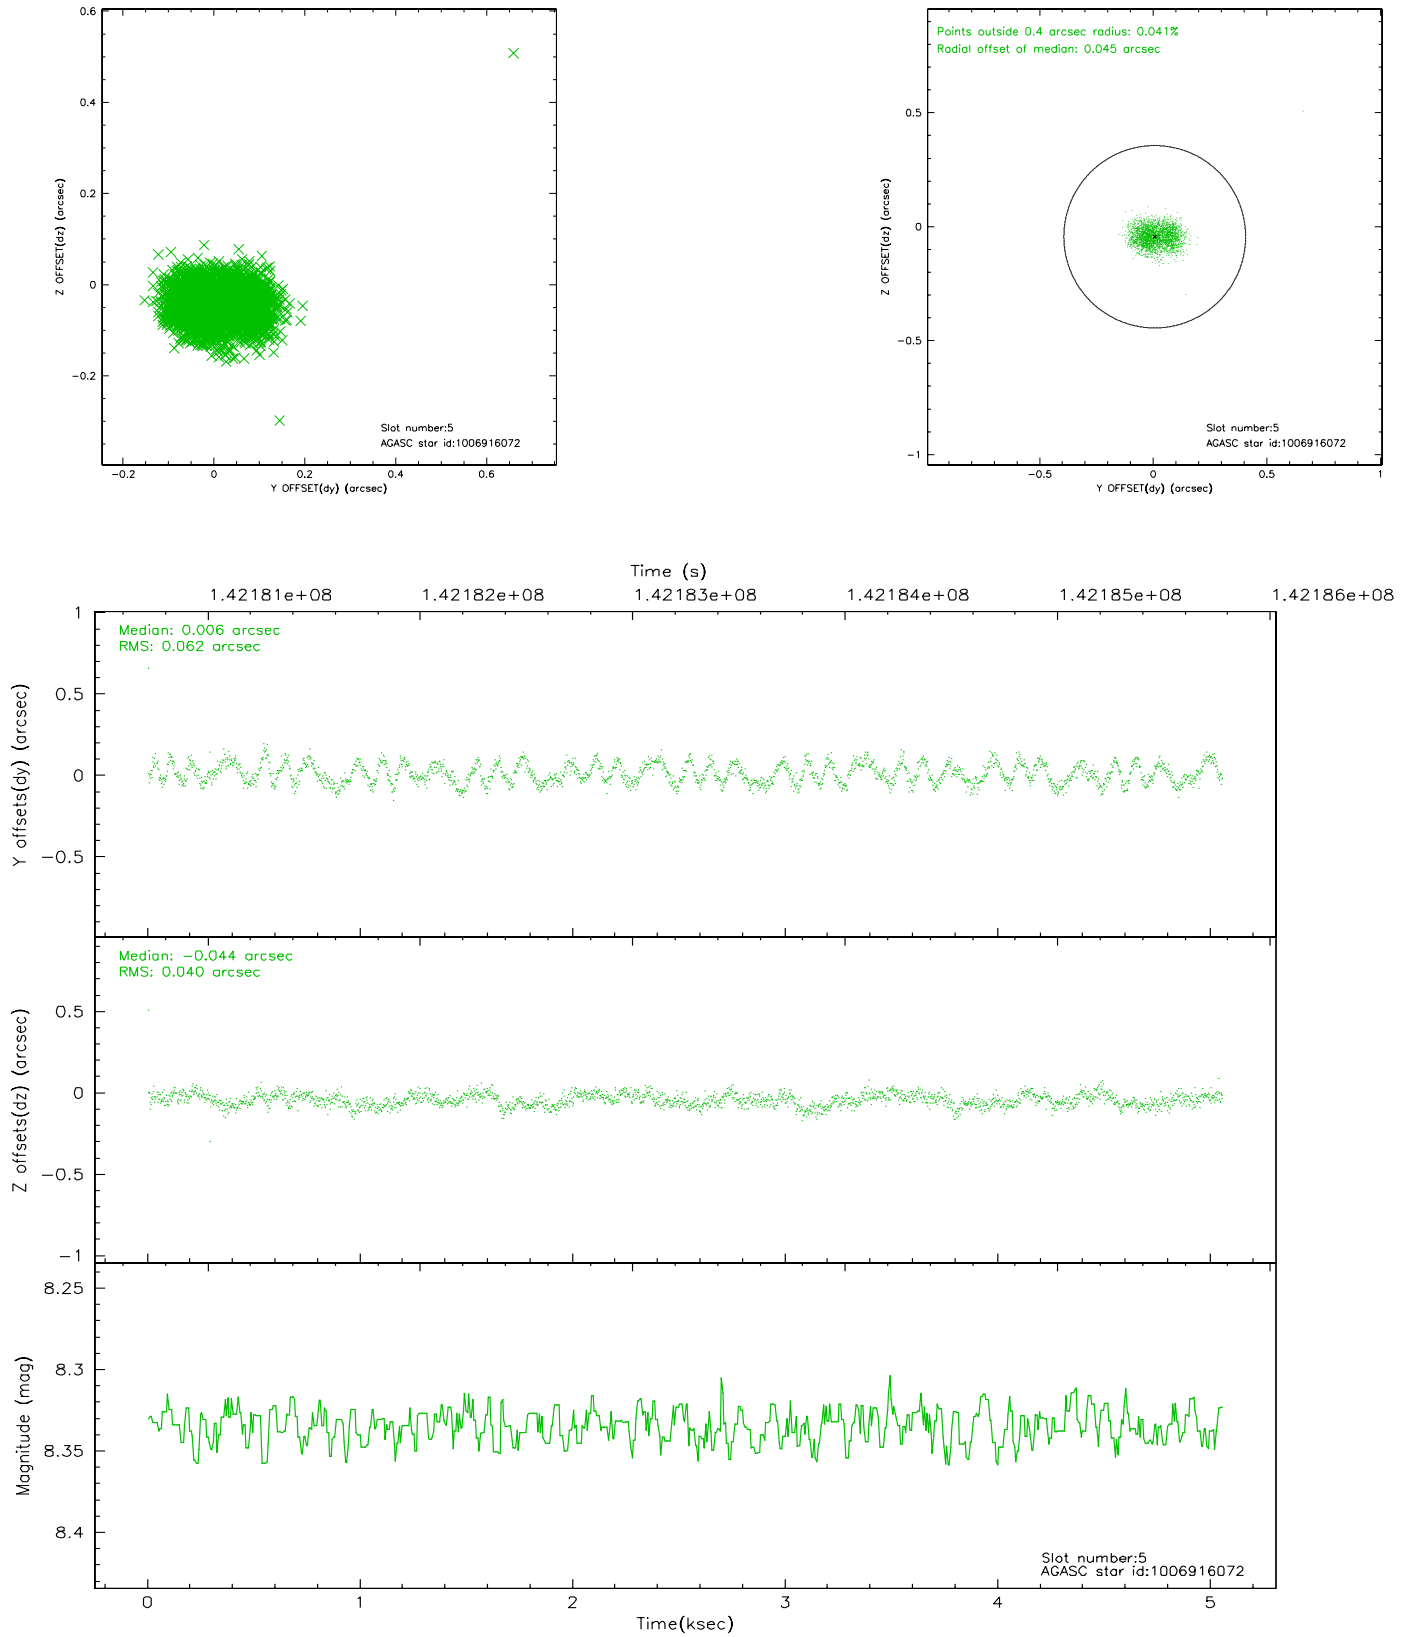 0.6
0.4
0.2
0
−0.2
Z OFFSET(dz) (arcsec)
Slot number:5
AGASC star id:1006916072
−0.2 0 0.2 0.4 0.6
Y OFFSET(dy) (arcsec)
Points outside 0.4 arcsec radius: 0.041%
Radial offset of median: 0.045 arcsec
0.5
0
−0.5
−1
Z OFFSET(dz) (arcsec)
Slot number:5
AGASC star id:1006916072
−0.5 0 0.5 1
Y OFFSET(dy) (arcsec)
Time (s)
1.42181e+08 1.42182e+08 1.42183e+08 1.42184e+08 1.42185e+08 1.42186e+08
Median: 0.006 arcsec
RMS: 0.062 arcsec
1
0.5
0
−0.5
Y offsets(dy) (arcsec)
Median: −0.044 arcsec
RMS: 0.040 arcsec
0.5
0
−0.5
−1
Z offsets(dz) (arcsec)
8.25
8.3
8.35
8.4
Magnitude (mag)
Slot number:5
AGASC star id:1006916072
0 1 2 3 4 5
Time(ksec)